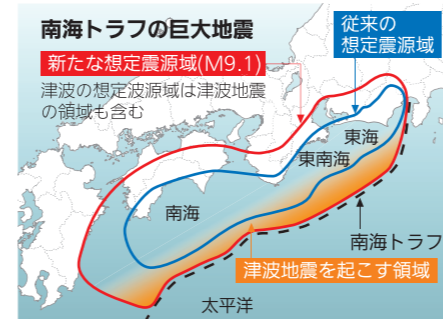 南海トラフの巨大地震
新たな想定震源域(M9.1)
津波の想定波源域は津波地震
の領域も含む
従来の
想定震源域
東海
東南海
南海
南海トラフ
津波地震を起こす領域
太平洋